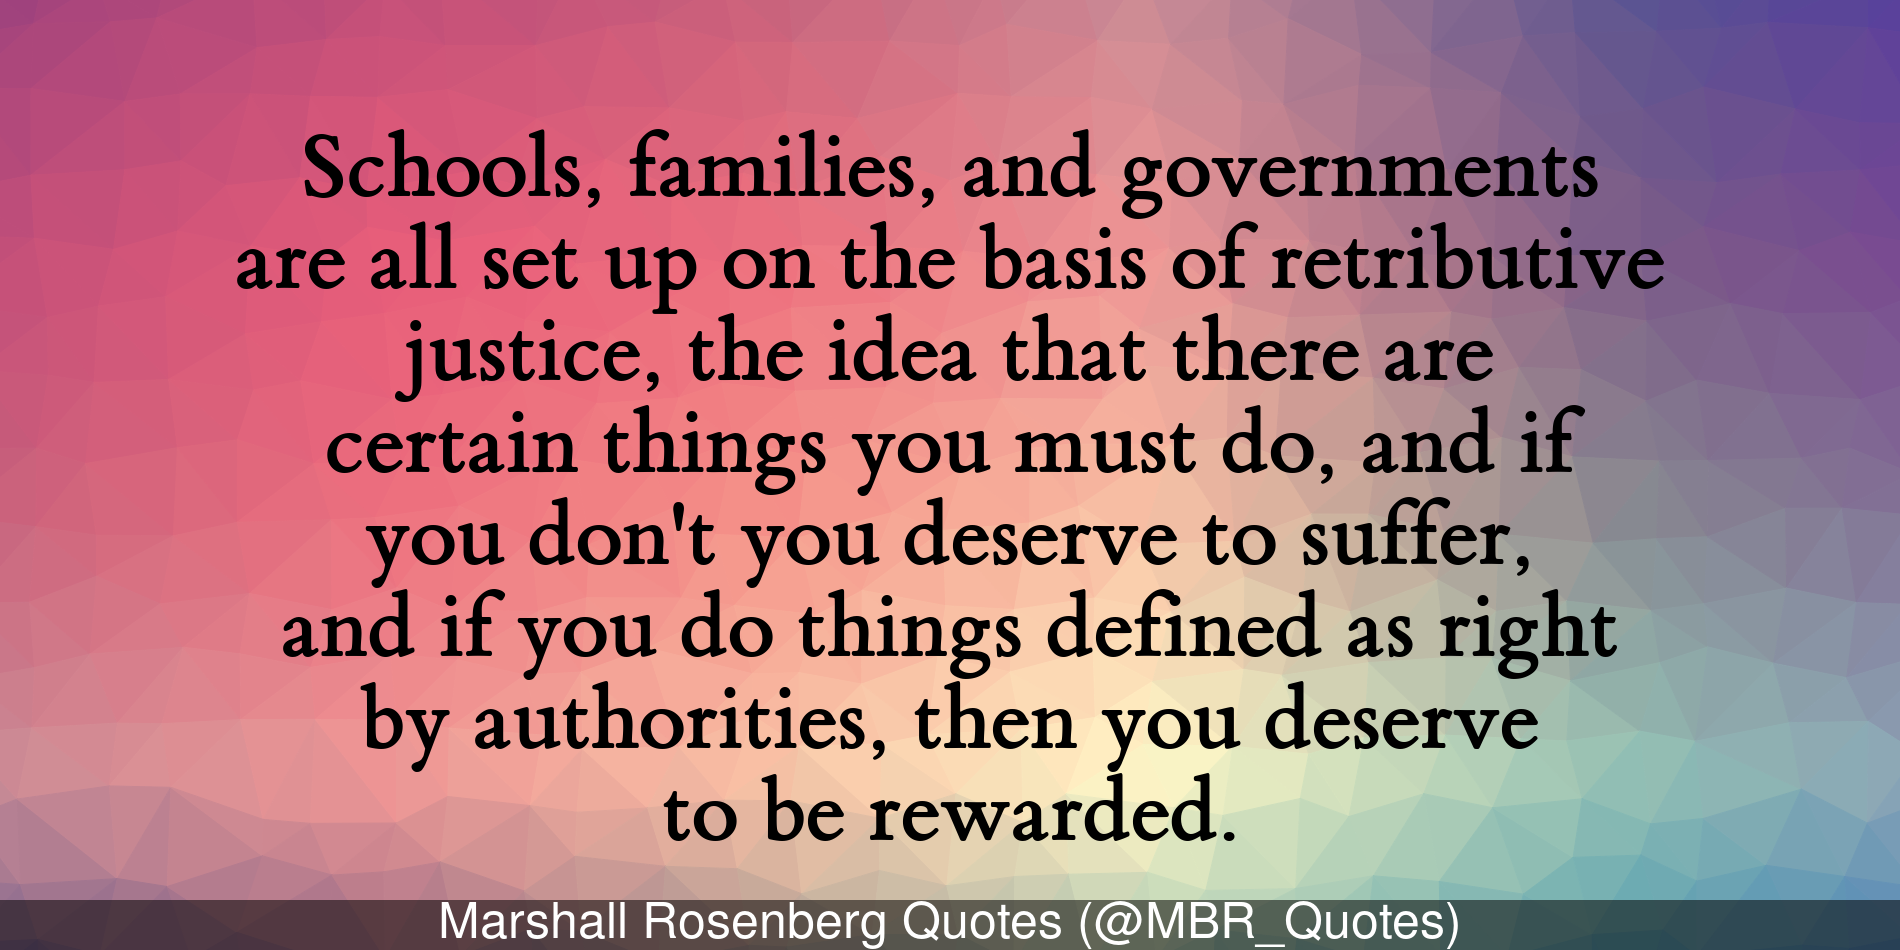 Schools, families, and governments
are all set up on the basis of retributive
justice, the idea that there are
certain things you must do, and if
you don't you deserve to suffer,
and if you do things defined as right
by authorities, then you deserve
to be rewarded.
Marshall Rosenberg Quotes (@MBR_Quotes)